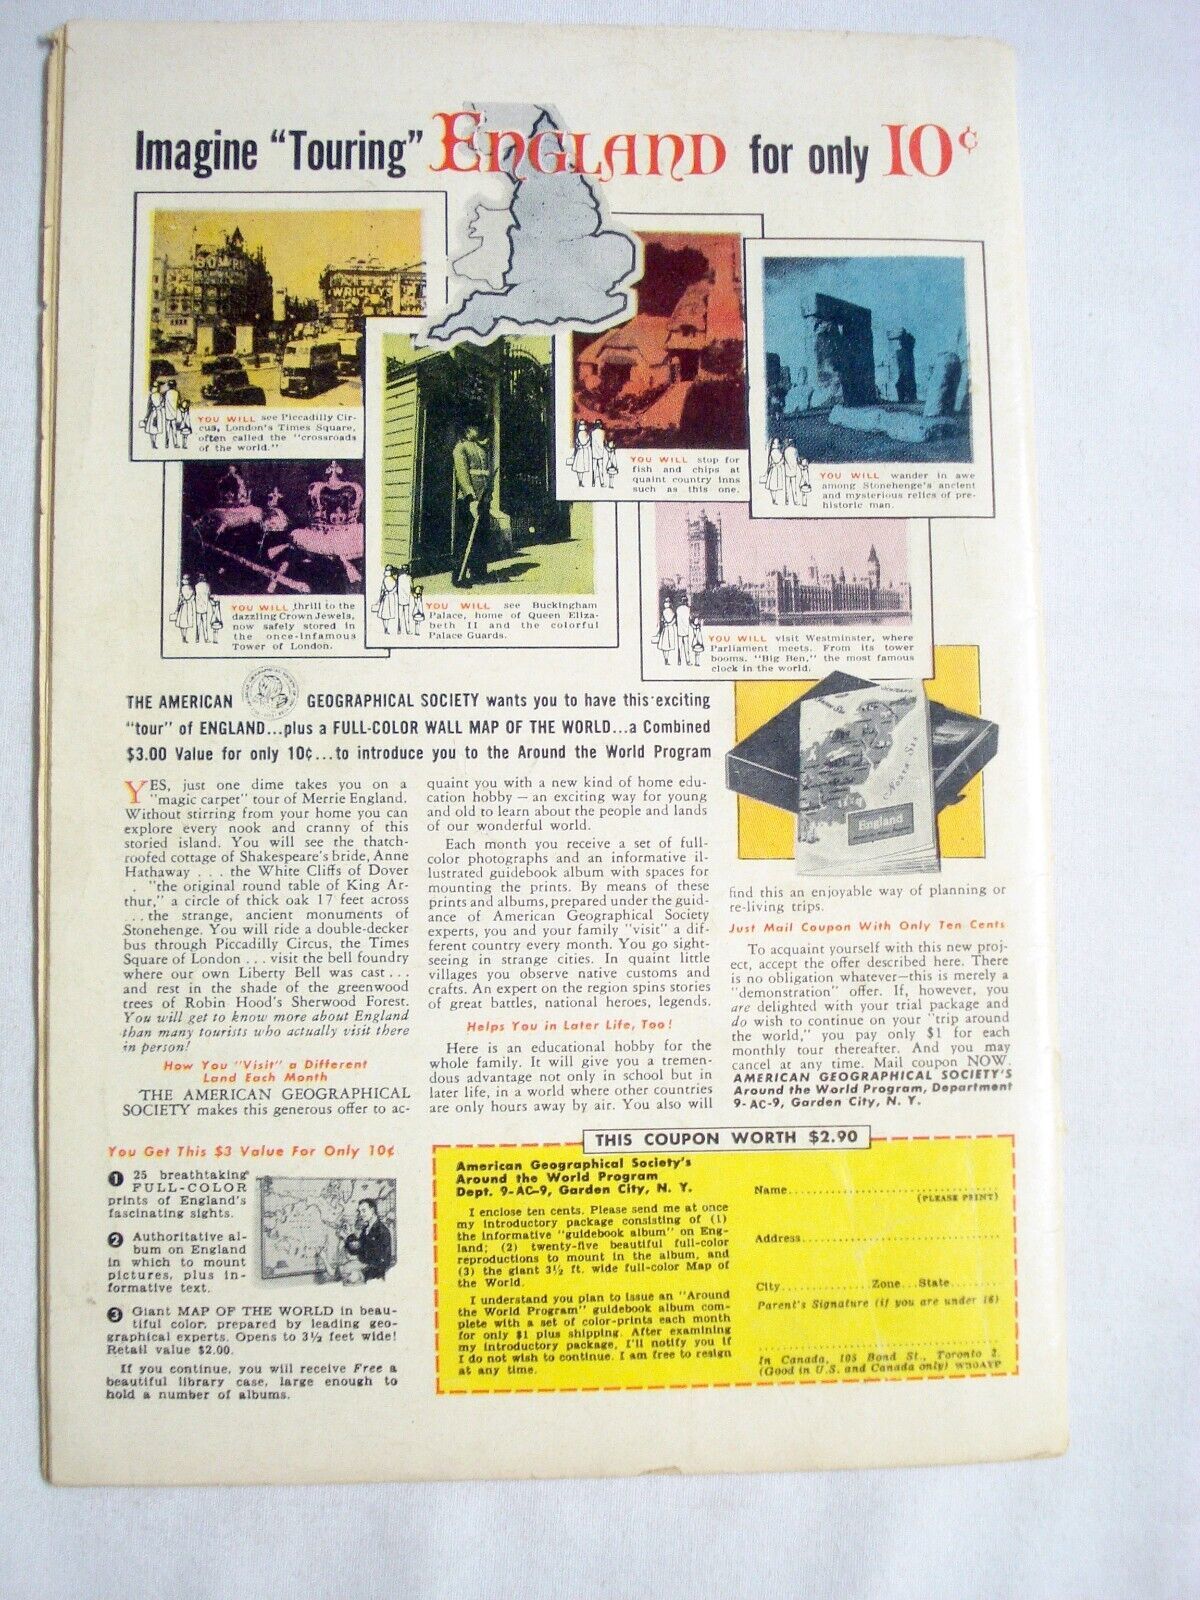 Imagine "Touring" ENGLAND for only 10¢
YOU WILL see Piccadilly Cir-
cus, London's Times Square,
often called the "crossroads
of the world."
YOU WILL stop for
fish and chips at
quaint country inns
such as this one.
YOU WILL wander in awe
among Stonehenge's ancient
and mysterious relics of pre-
historic man.
YOU WILL thrill to the
dazzling Crown Jewels,
now safely stored in
the once-infamous
Tower of London.
YOU WILL see Buckingham
Palace, home of Queen Eliza-
beth II and the colorful
Palace Guards.
YOU WILL visit Westminster, where
Parliament meets. From its tower
booms, "Big Ben," the most famous
clock in the world.
THE AMERICAN GEOGRAPHICAL SOCIETY wants you to have this exciting
"tour" of ENGLAND...plus a FULL-COLOR WALL MAP OF THE WORLD...a Combined
$3.00 Value for only 10¢...to introduce you to the Around the World Program
YES, just one dime takes you on a
"magic carpet" tour of Merrie England.
Without stirring from your home you can
explore every nook and cranny of this
storied island. You will see the thatch-
roofed cottage of Shakespeare's bride, Anne
Hathaway . . . the White Cliffs of Dover
. "the original round table of King Ar-
thur," a circle of thick oak 17 feet across
. . . the strange, ancient monuments of
Stonehenge. You will ride a double-decker
bus through Piccadilly Circus, the Times
Square of London . . . visit the bell foundry
where our own Liberty Bell was cast . . .
and rest in the shade of the greenwood
trees of Robin Hood's Sherwood Forest.
You will get to know more about England
than many tourists who actually visit there
in person!
How You "Visit" a Different
Land Each Month
THE AMERICAN GEOGRAPHICAL
SOCIETY makes this generous offer to ac-
quaint you with a new kind of home edu-
cation hobby — an exciting way for young
and old to learn about the people and lands
of our wonderful world.
Each month you receive a set of full-
color photographs and an informative il-
lustrated guidebook album with spaces for
mounting the prints. By means of these
prints and albums, prepared under the guid-
ance of American Geographical Society
experts, you and your family "visit" a dif-
ferent country every month. You go sight-
seeing in strange cities. In quaint little
villages you observe native customs and
crafts. An expert on the region spins stories
of great battles, national heroes, legends.
Helps You in Later Life, Too!
Here is an educational hobby for the
whole family. It will give you a tremen-
dous advantage not only in school but in
later life, in a world where other countries
are only hours away by air. You also will
North Sea
England
find this an enjoyable way of planning or
re-living trips.
Just Mail Coupon With Only Ten Cents
To acquaint yourself with this new proj-
ect, accept the offer described here. There
is no obligation whatever—this is merely a
"demonstration" offer. If, however, you
are delighted with your trial package and
do wish to continue on your "trip around
the world," you pay only $1 for each
monthly tour thereafter. And you may
cancel at any time. Mail coupon NOW.
AMERICAN GEOGRAPHICAL SOCIETY'S
Around the World Program, Department
9-AC-9, Garden City, N. Y.
You Get This $3 Value For Only 10¢
1 25 breathtaking
FULL-COLOR
prints of England's
fascinating sights.
2 Authoritative al-
bum on England
in which to mount
pictures, plus in-
formative text.
3 Giant MAP OF THE WORLD in beau-
tiful color, prepared by leading geo-
graphical experts. Opens to 3½ feet wide!
Retail value $2.00.
If you continue, you will receive Free a
beautiful library case, large enough to
hold a number of albums.
THIS COUPON WORTH $2.90
American Geographical Society's
Around the World Program
Dept. 9-AC-9, Garden City, N. Y.
I enclose ten cents. Please send me at once
my introductory package consisting of (1)
the informative "guidebook album" on Eng-
land; (2) twenty-five beautiful full-color
reproductions to mount in the album, and
(3) the giant 3½ ft. wide full-color Map of
the World.
I understand you plan to issue an "Around
the World Program" guidebook album com-
plete with a set of color-prints each month
for only $1 plus shipping. After examining
my introductory package, I'll notify you if
I do not wish to continue. I am free to resign
at any time.
Name
(PLEASE PRINT)
Address
City Zone State
Parent's Signature (if you are under 16)
In Canada, 105 Bond St., Toronto 2.
(Good in U.S. and Canada only)